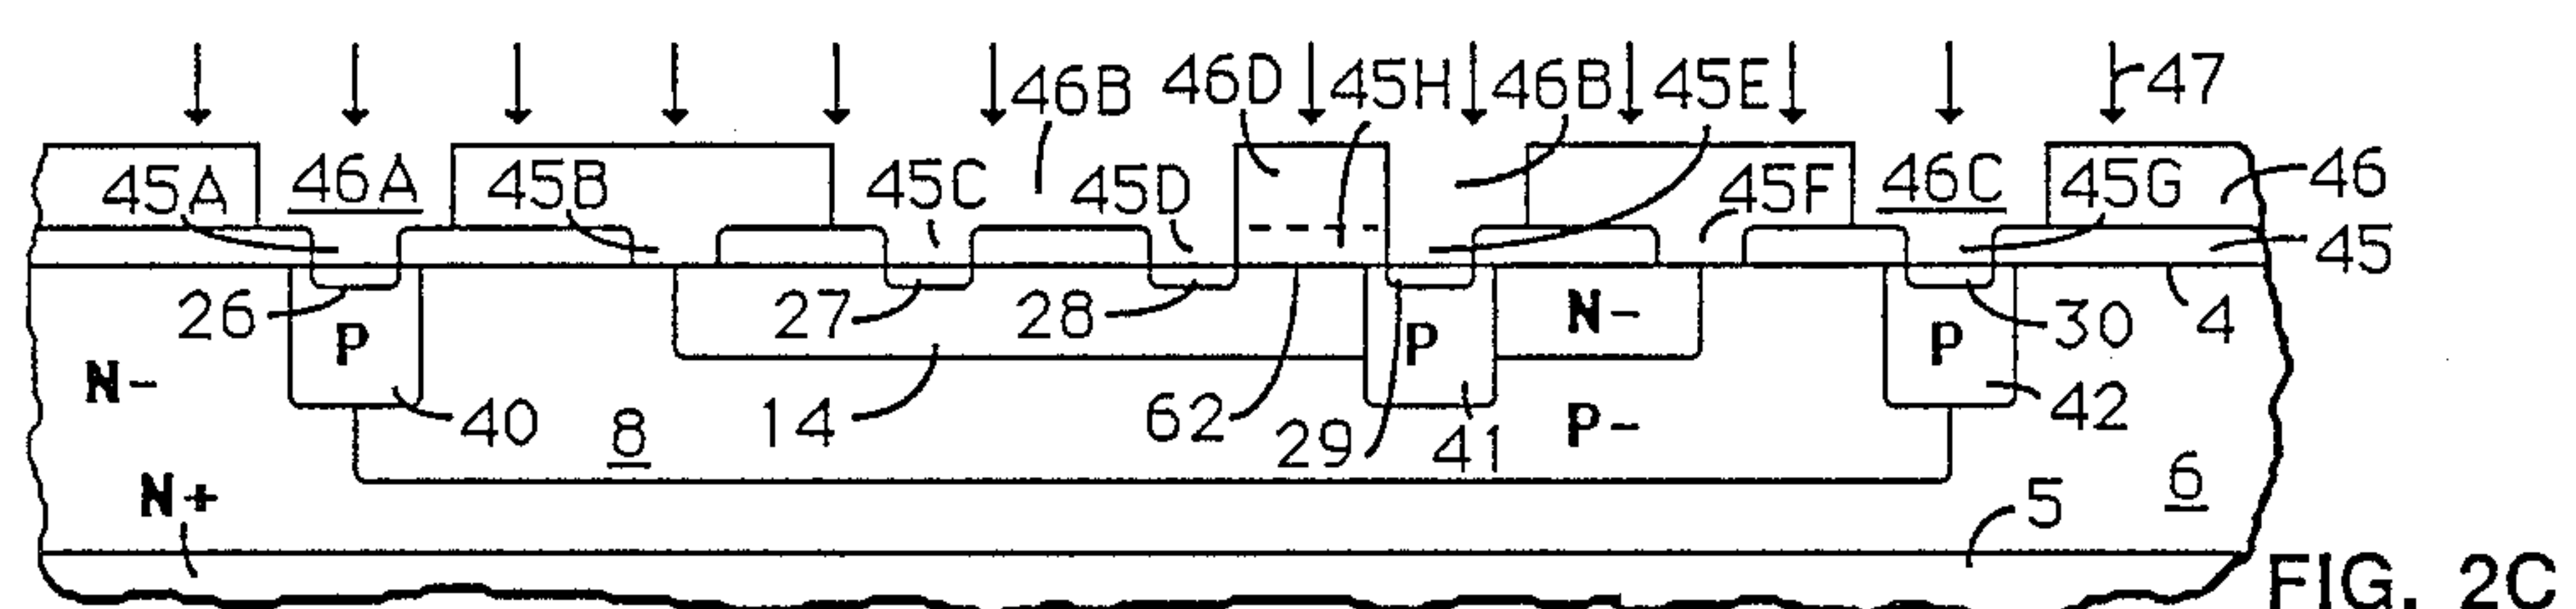 46B 46D 45H 46B 45E 47
45A 46A 45B 45C 45D 45F 46C 45G 46
45
26 P 27 28 P N- P 30 4
N- 40 8 14 62 29 41 P- 42
N+ 5 6
FIG. 2C